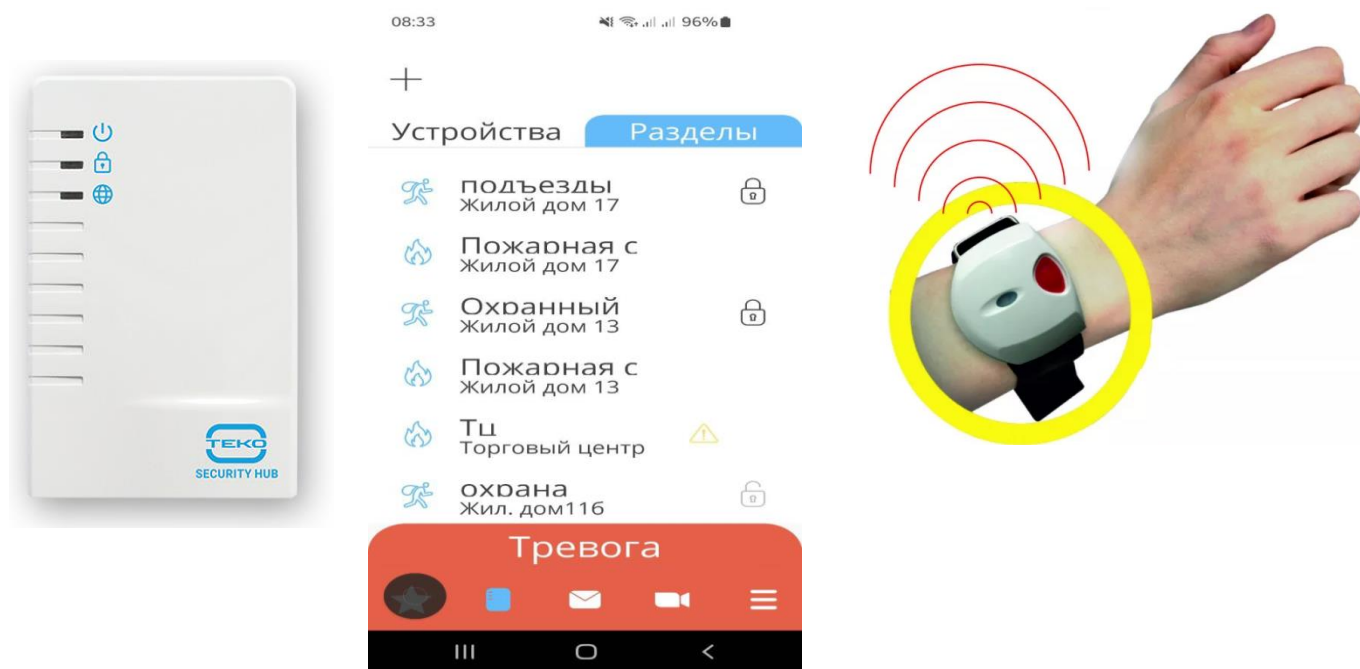 TEKO
SECURITY HUB
08:33
96%
Устройства
Разделы
подъезды
Жилой дом 17
Пожарная с
Жилой дом 17
Охранный
Жилой дом 13
Пожарная с
Жилой дом 13
Тц
Торговый центр
охрана
Жил. дом11б
Тревога